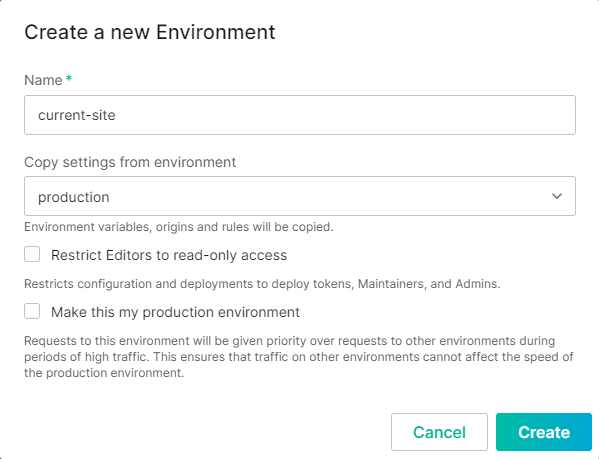 Create a new Environment
Name *
current-site
Copy settings from environment
production
Environment variables, origins and rules will be copied.
Restrict Editors to read-only access
Restricts configuration and deployments to deploy tokens, Maintainers, and Admins.
Make this my production environment
Requests to this environment will be given priority over requests to other environments during
periods of high traffic. This ensures that traffic on other environments cannot affect the speed of
the production environment.
Cancel
Create